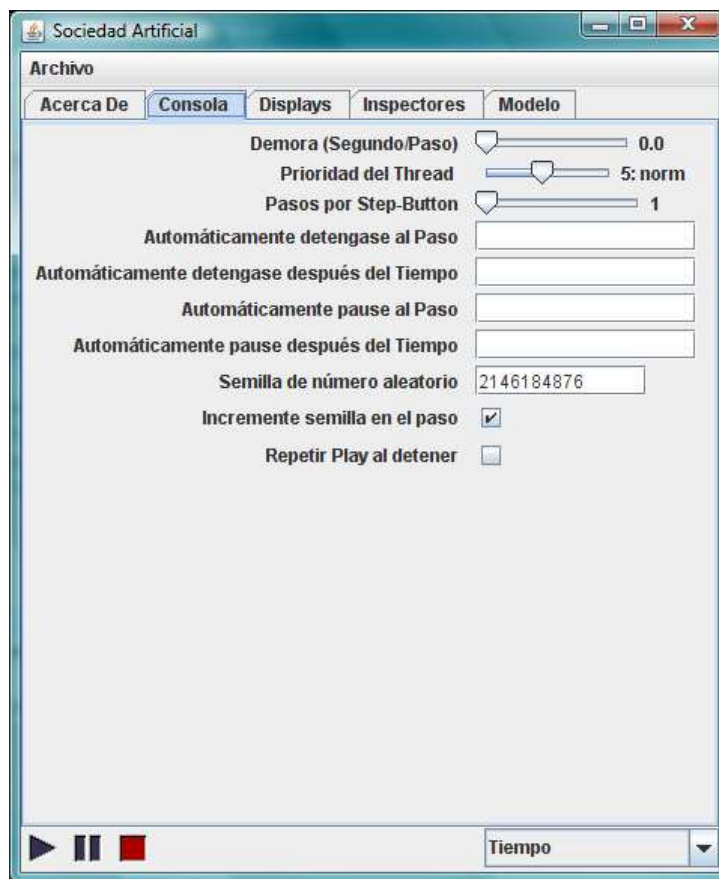 Sociedad Artificial
Archivo
Acerca De Consola Displays Inspectores Modelo
Demora (Segundo/Paso) 0.0
Prioridad del Thread 5: norm
Pasos por Step-Button 1
Automáticamente detengase al Paso
Automáticamente detengase después del Tiempo
Automáticamente pause al Paso
Automáticamente pause después del Tiempo
Semilla de número aleatorio 2146184876
Incremente semilla en el paso
Repetir Play al detener
Tiempo